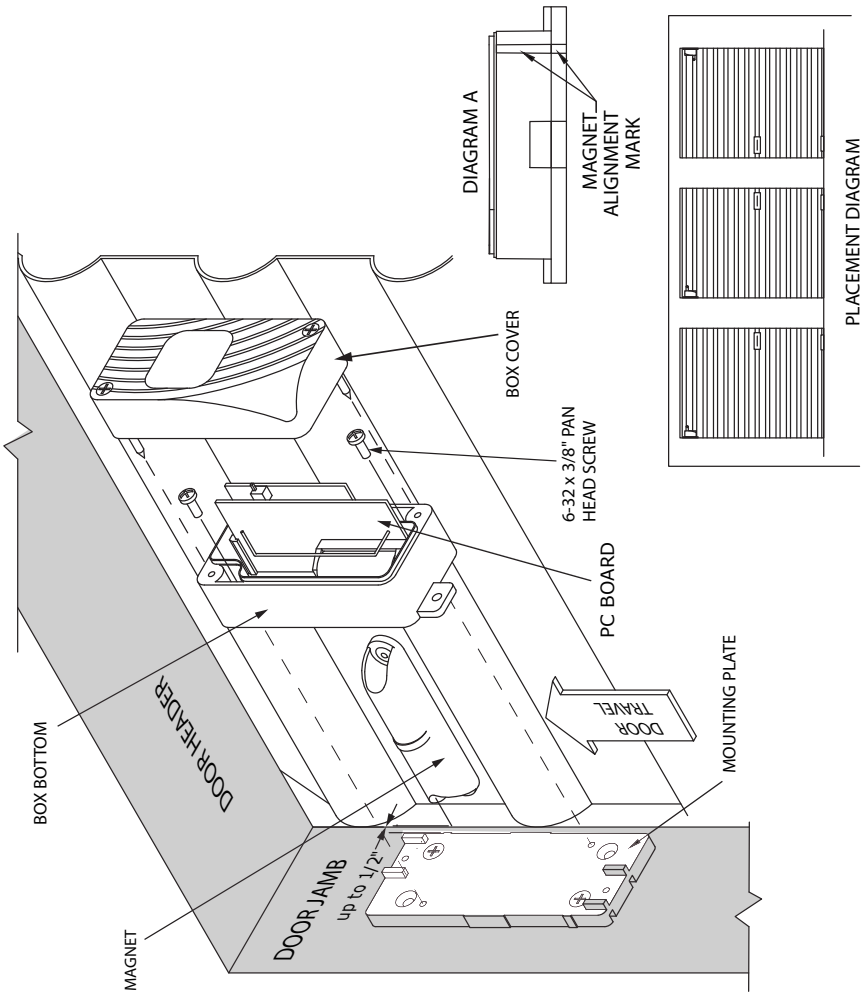 DIAGRAM A
MAGNET
ALIGNMENT
MARK
PLACEMENT DIAGRAM
BOX COVER
6-32 x 3/8" PAN
HEAD SCREW
PC BOARD
MOUNTING PLATE
DOOR
TRAVEL
BOX BOTTOM
DOOR HEADER
DOOR JAMB
up to 1/2"
MAGNET